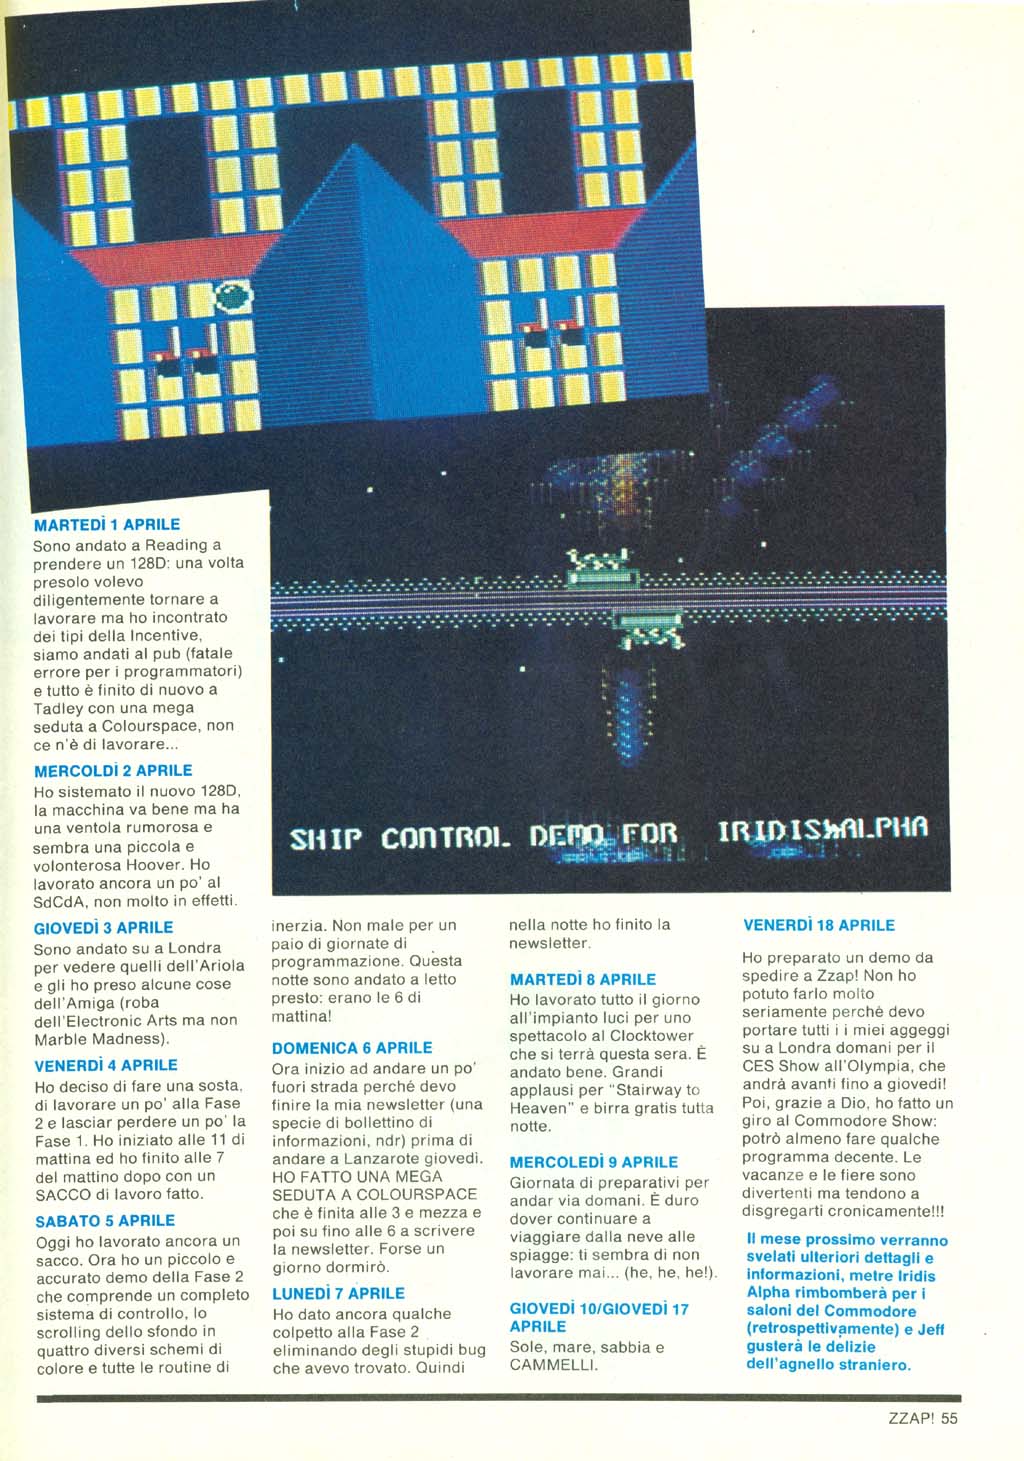 SHIP CONTROL DEMO FOR IRIDIS ALPHA
MARTEDÌ 1 APRILE
Sono andato a Reading a
prendere un 128D: una volta
presolo volevo
diligentemente tornare a
lavorare ma ho incontrato
dei tipi della Incentive,
siamo andati al pub (fatale
errore per i programmatori)
e tutto è finito di nuovo a
Tadley con una mega
seduta a Colourspace, non
ce n'è di lavorare...
MERCOLDÌ 2 APRILE
Ho sistemato il nuovo 128D,
la macchina va bene ma ha
una ventola rumorosa e
sembra una piccola e
volonterosa Hoover. Ho
lavorato ancora un po' al
SdCdA, non molto in effetti.
GIOVEDÌ 3 APRILE
Sono andato su a Londra
per vedere quelli dell'Ariola
e gli ho preso alcune cose
dell'Amiga (roba
dell'Electronic Arts ma non
Marble Madness).
VENERDÌ 4 APRILE
Ho deciso di fare una sosta,
di lavorare un po' alla Fase
2 e lasciar perdere un po' la
Fase 1. Ho iniziato alle 11 di
mattina ed ho finito alle 7
del mattino dopo con un
SACCO di lavoro fatto.
SABATO 5 APRILE
Oggi ho lavorato ancora un
sacco. Ora ho un piccolo e
accurato demo della Fase 2
che comprende un completo
sistema di controllo, lo
scrolling dello sfondo in
quattro diversi schemi di
colore e tutte le routine di
inerzia. Non male per un
paio di giornate di
programmazione. Questa
notte sono andato a letto
presto: erano le 6 di
mattina!
DOMENICA 6 APRILE
Ora inizio ad andare un po'
fuori strada perché devo
finire la mia newsletter (una
specie di bollettino di
informazioni, ndr) prima di
andare a Lanzarote giovedì.
HO FATTO UNA MEGA
SEDUTA A COLOURSPACE
che è finita alle 3 e mezza e
poi su fino alle 6 a scrivere
la newsletter. Forse un
giorno dormirò.
LUNEDÌ 7 APRILE
Ho dato ancora qualche
colpetto alla Fase 2
eliminando degli stupidi bug
che avevo trovato. Quindi
nella notte ho finito la
newsletter.
MARTEDÌ 8 APRILE
Ho lavorato tutto il giorno
all'impianto luci per uno
spettacolo al Clocktower
che si terrà questa sera. È
andato bene. Grandi
applausi per "Stairway to
Heaven" e birra gratis tutta
notte.
MERCOLEDÌ 9 APRILE
Giornata di preparativi per
andar via domani. È duro
dover continuare a
viaggiare dalla neve alle
spiagge: ti sembra di non
lavorare mai... (he, he, he!).
GIOVEDÌ 10/GIOVEDÌ 17
APRILE
Sole, mare, sabbia e
CAMMELLI.
VENERDÌ 18 APRILE
Ho preparato un demo da
spedire a Zzap! Non ho
potuto farlo molto
seriamente perché devo
portare tutti i i miei aggeggi
su a Londra domani per il
CES Show all'Olympia, che
andrà avanti fino a giovedì!
Poi, grazie a Dio, ho fatto un
giro al Commodore Show:
potrò almeno fare qualche
programma decente. Le
vacanze e le fiere sono
divertenti ma tendono a
disgregarti cronicamente!!!
Il mese prossimo verranno
svelati ulteriori dettagli e
informazioni, metre Iridis
Alpha rimbomberà per i
saloni del Commodore
(retrospettivamente) e Jeff
gusterà le delizie
dell'agnello straniero.
ZZAP! 55